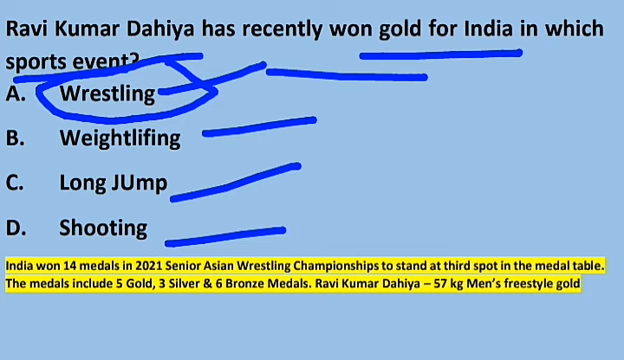 Ravi Kumar Dahiya has recently won gold for India in which
sports event?
A. Wrestling
B. Weightlifing
C. Long JUmp
D. Shooting
India won 14 medals in 2021 Senior Asian Wrestling Championships to stand at third spot in the medal table.
The medals include 5 Gold, 3 Silver & 6 Bronze Medals. Ravi Kumar Dahiya – 57 kg Men's freestyle gold